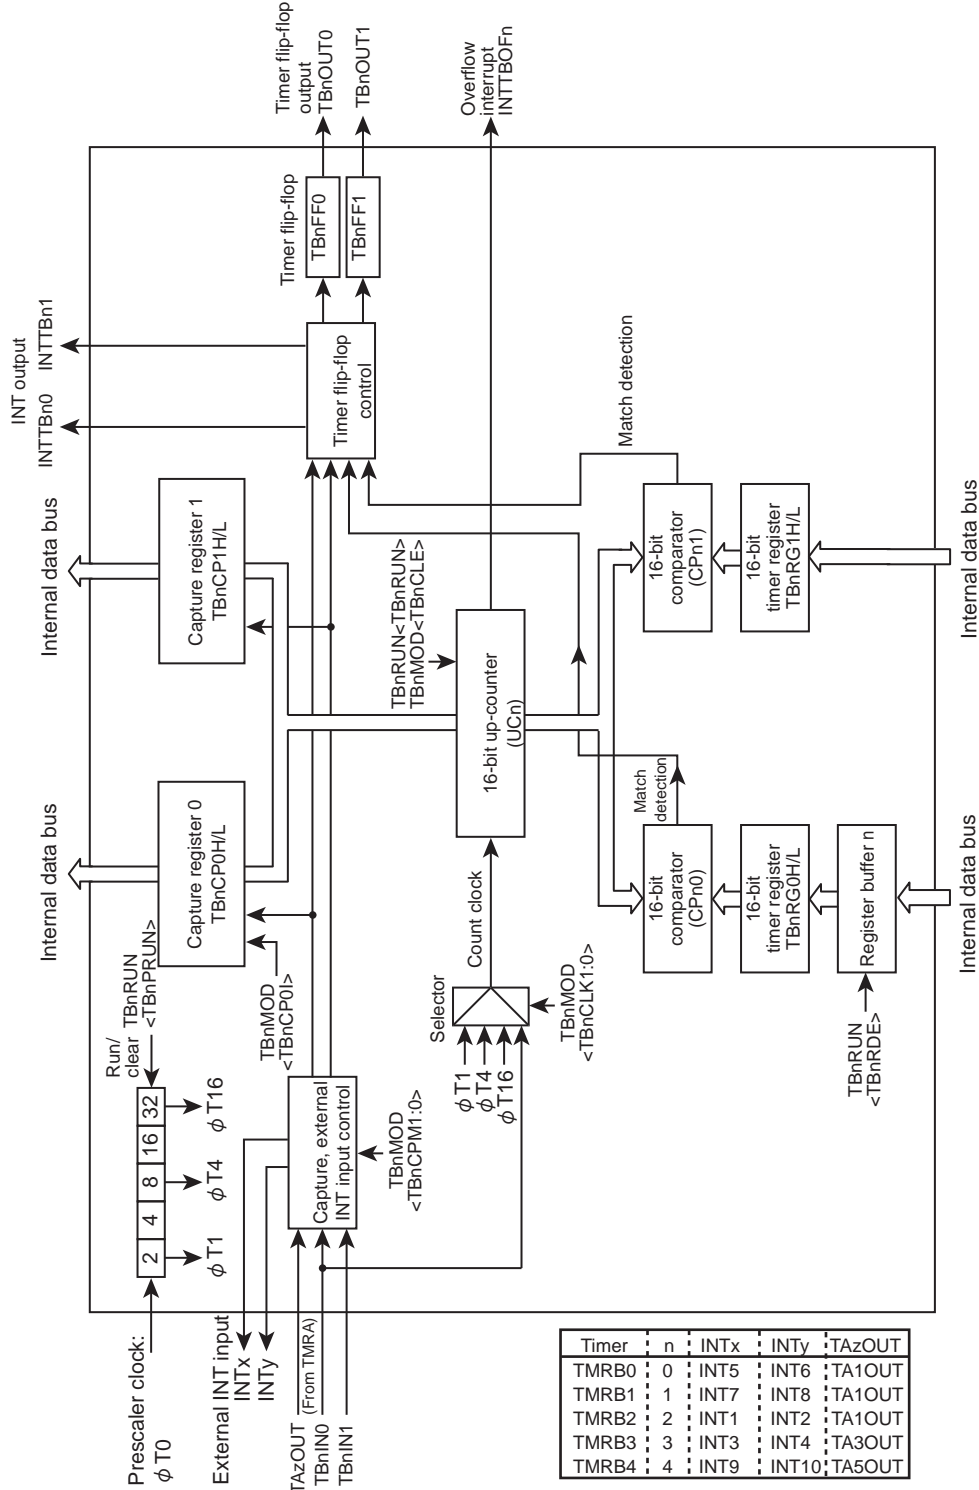 Prescaler clock:
ϕT0
2 4 8 16 32
Run/
clear
TBnRUN
<TBnPRUN>
ϕT1
ϕT4
ϕT16
External INT input
INTx
INTy
TAzOUT
(From TMRA)
TBnIN0
TBnIN1
Capture, external
INT input control
TBnMOD
<TBnCPM1:0>
TBnMOD
<TBnCP0I>
Internal data bus
Capture register 0
TBnCP0H/L
Internal data bus
Capture register 1
TBnCP1H/L
INT output
INTTBn0
INTTBn1
Timer flip-flop
control
Timer flip-flop
TBnFF0
TBnFF1
Timer flip-flop
output
TBnOUT0
TBnOUT1
Overflow
interrupt
INTTBOFn
Selector
ϕT1
ϕT4
ϕT16
TBnMOD
<TBnCLK1:0>
Count clock
16-bit up-counter
(UCn)
TBnRUN<TBnRUN>
TBnMOD<TBnCLE>
Match
detection
Match detection
16-bit
comparator
(CPn0)
16-bit
timer register
TBnRG0H/L
Register buffer n
TBnRUN
<TBnRDE>
Internal data bus
16-bit
comparator
(CPn1)
16-bit
timer register
TBnRG1H/L
Internal data bus
Timer n INTx INTy TAzOUT
TMRB0 0 INT5 INT6 TA1OUT
TMRB1 1 INT7 INT8 TA1OUT
TMRB2 2 INT1 INT2 TA1OUT
TMRB3 3 INT3 INT4 TA3OUT
TMRB4 4 INT9 INT10 TA5OUT